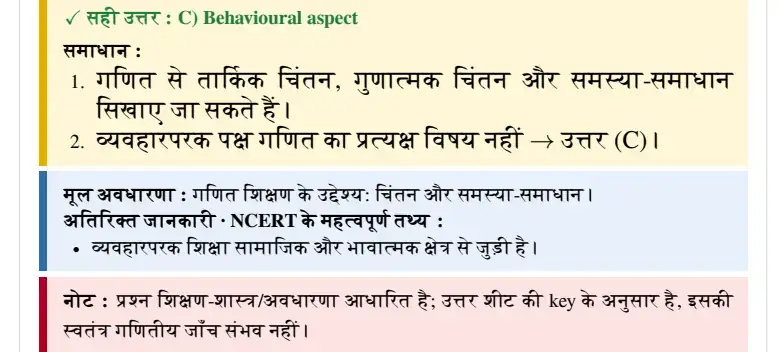 ✓ सही उत्तर : C) Behavioural aspect
समाधान :
1. गणित से तार्किक चिंतन, गुणात्मक चिंतन और समस्या-समाधान
सिखाए जा सकते हैं।
2. व्यवहारपरक पक्ष गणित का प्रत्यक्ष विषय नहीं → उत्तर (C)।
मूल अवधारणा : गणित शिक्षण के उद्देश्य: चिंतन और समस्या-समाधान।
अतिरिक्त जानकारी · NCERT के महत्वपूर्ण तथ्य :
• व्यवहारपरक शिक्षा सामाजिक और भावात्मक क्षेत्र से जुड़ी है।
नोट : प्रश्न शिक्षण-शास्त्र/अवधारणा आधारित है; उत्तर शीट की key के अनुसार है, इसकी
स्वतंत्र गणितीय जाँच संभव नहीं।